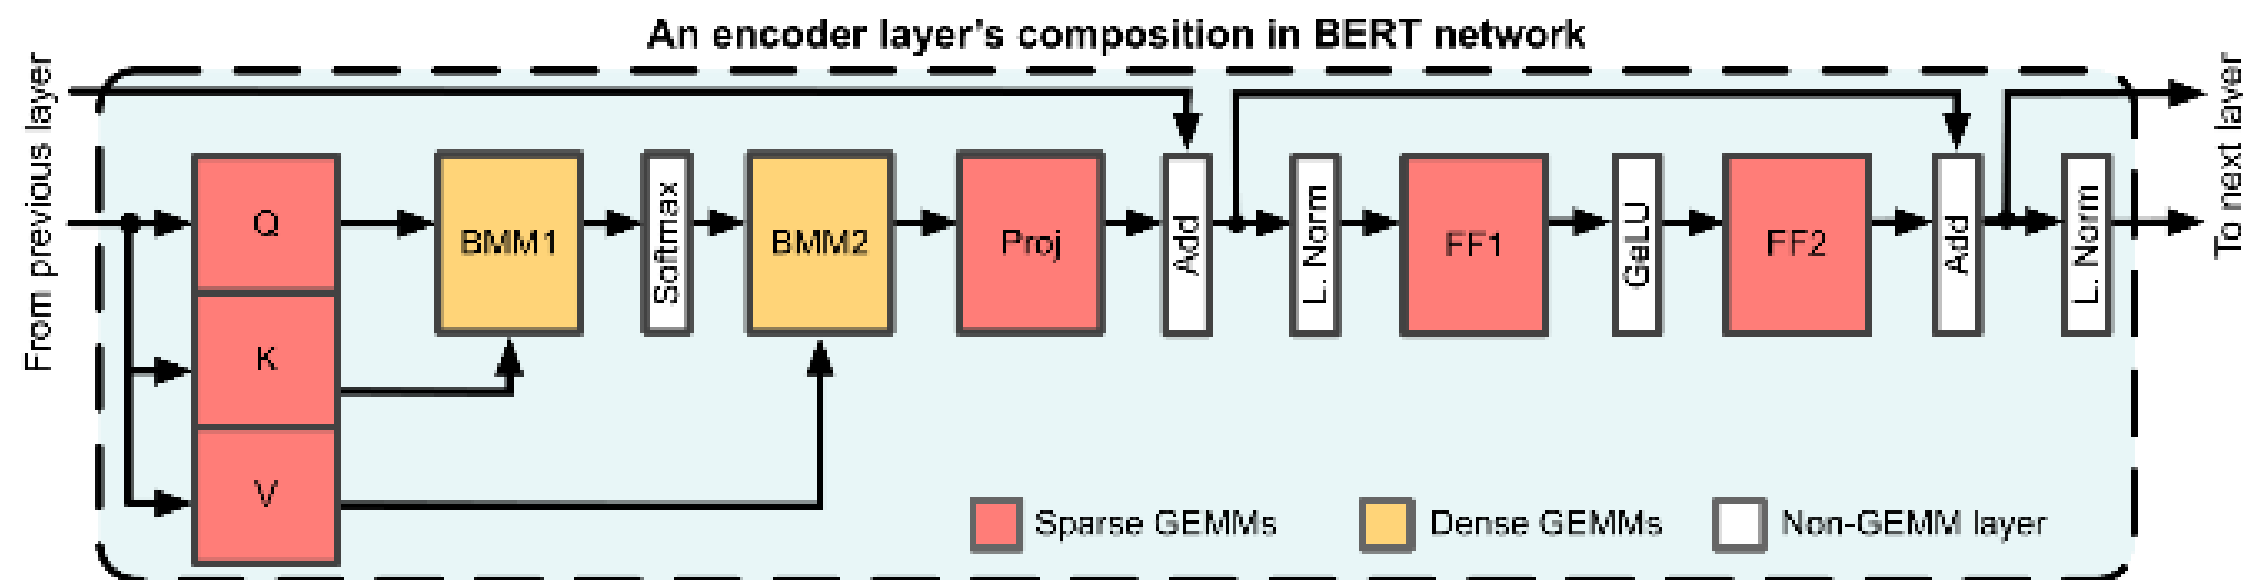 An encoder layer's composition in BERT network
From previous layer
Q
K
V
BMM1
Softmax
BMM2
Proj
Add
L. Norm
FF1
GeLU
FF2
Add
L. Norm
To next layer
Sparse GEMMs
Dense GEMMs
Non-GEMM layer